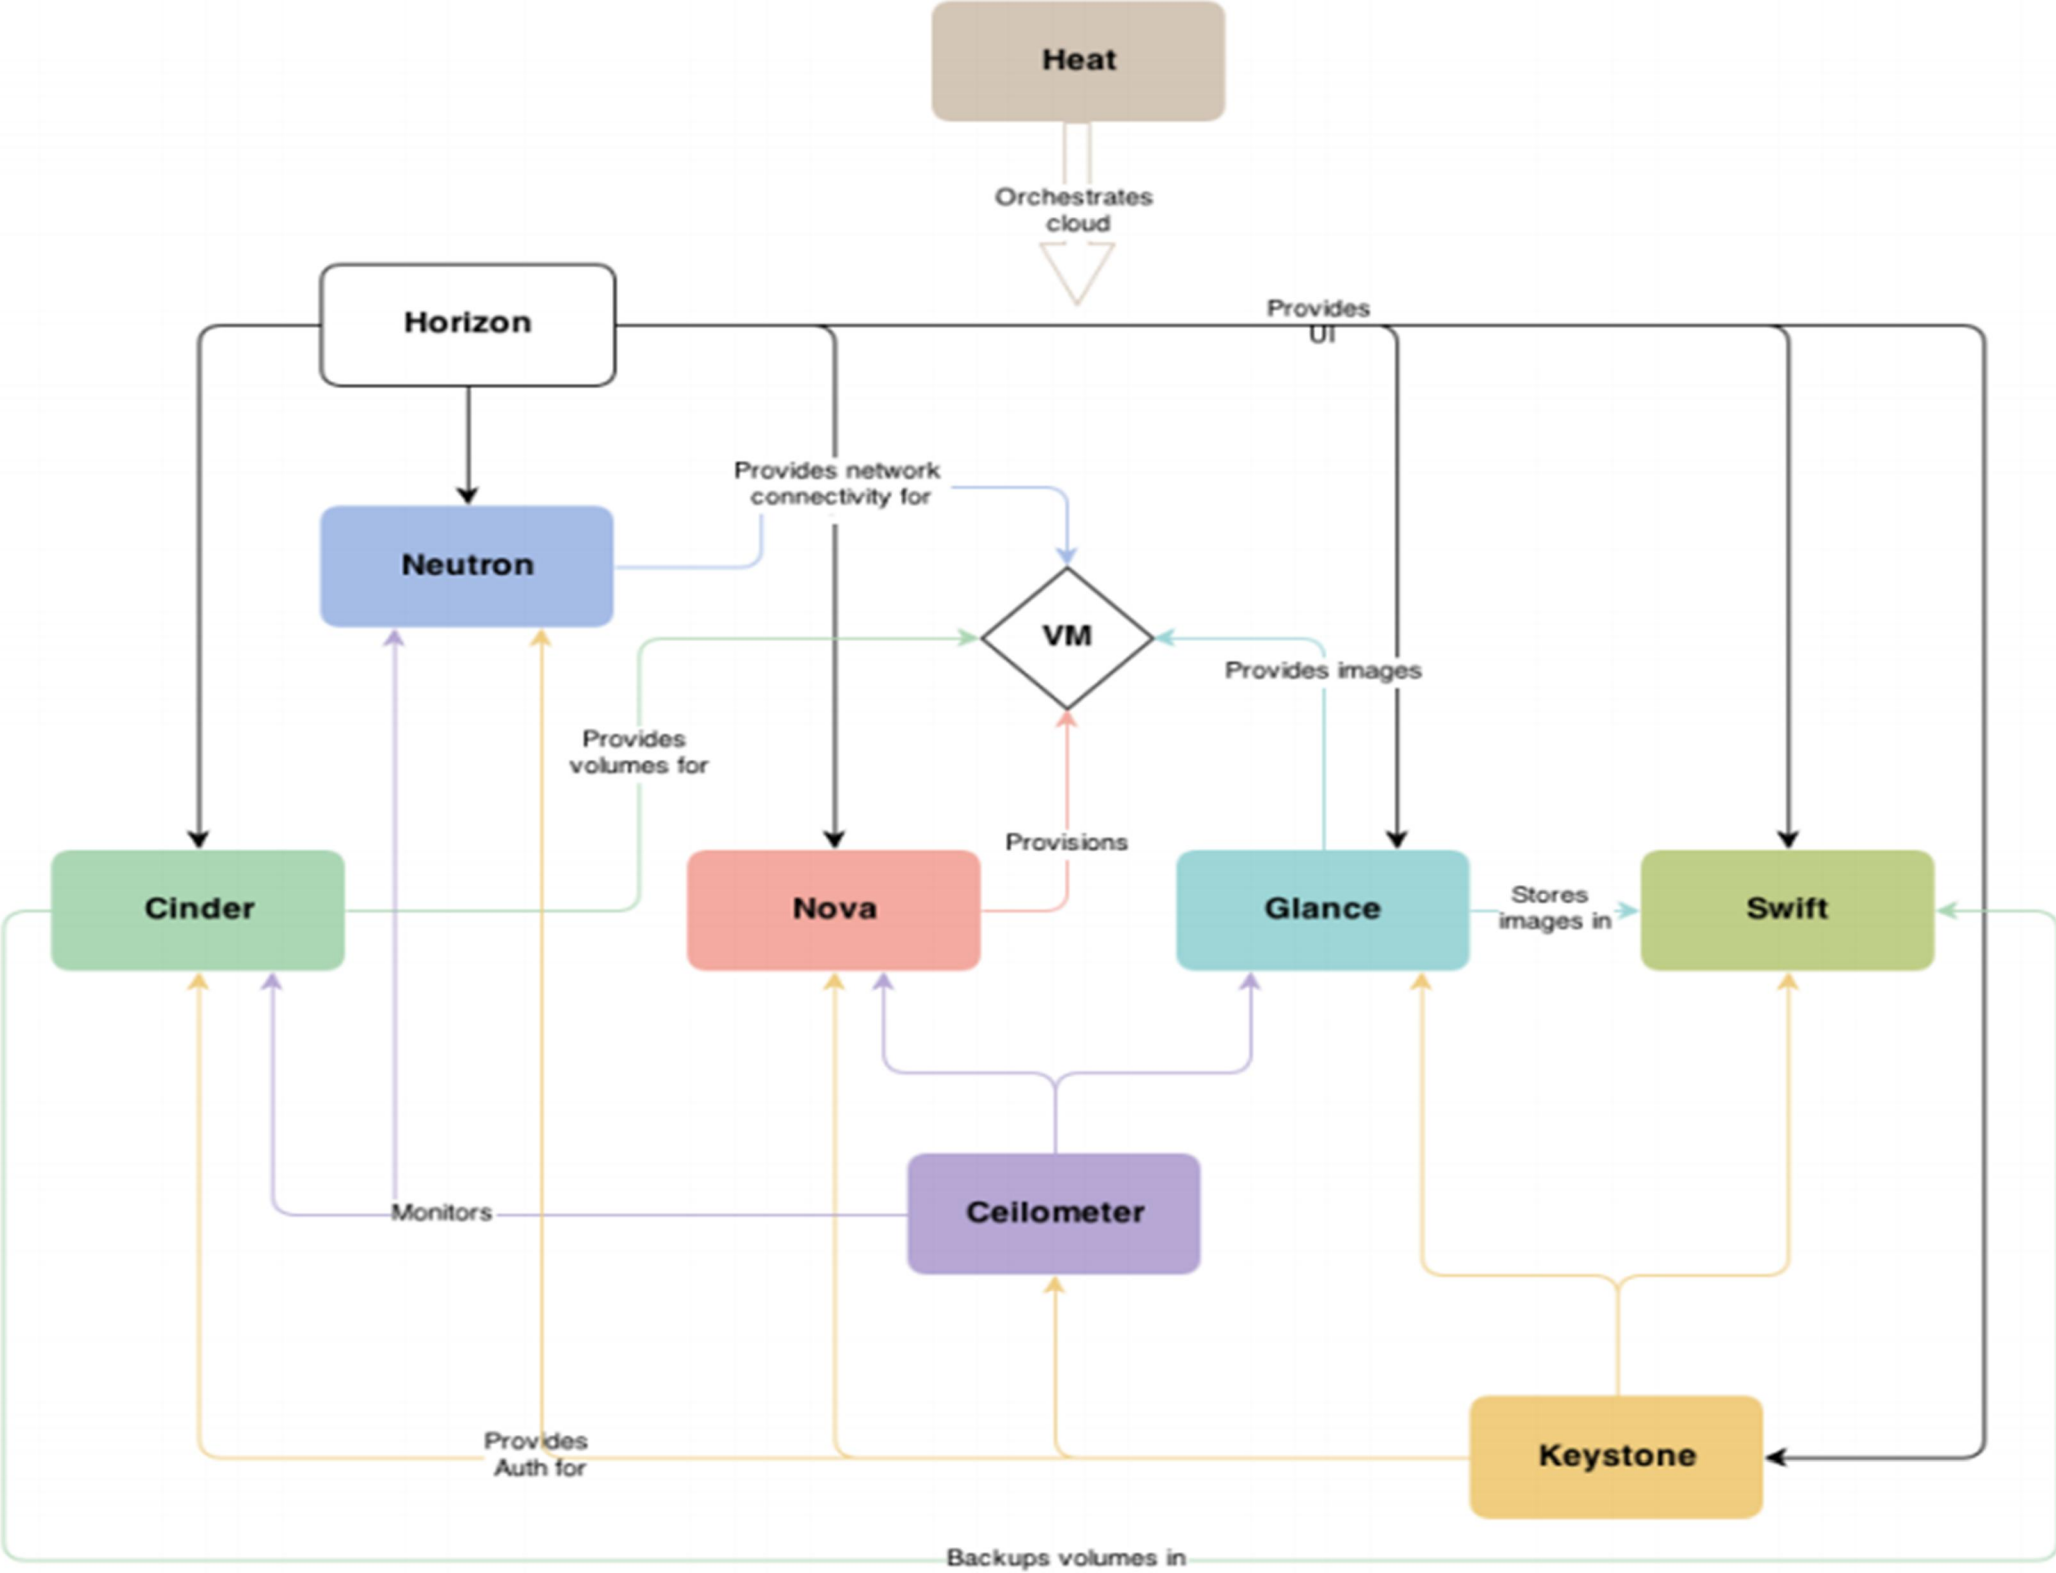 Heat
Orchestrates
cloud
Horizon
Provides
UI
Provides network
connectivity for
Neutron
VM
Provides images
Provides
volumes for
Provisions
Cinder
Nova
Glance
Stores
images in
Swift
Monitors
Ceilometer
Provides
Auth for
Keystone
Backups volumes in